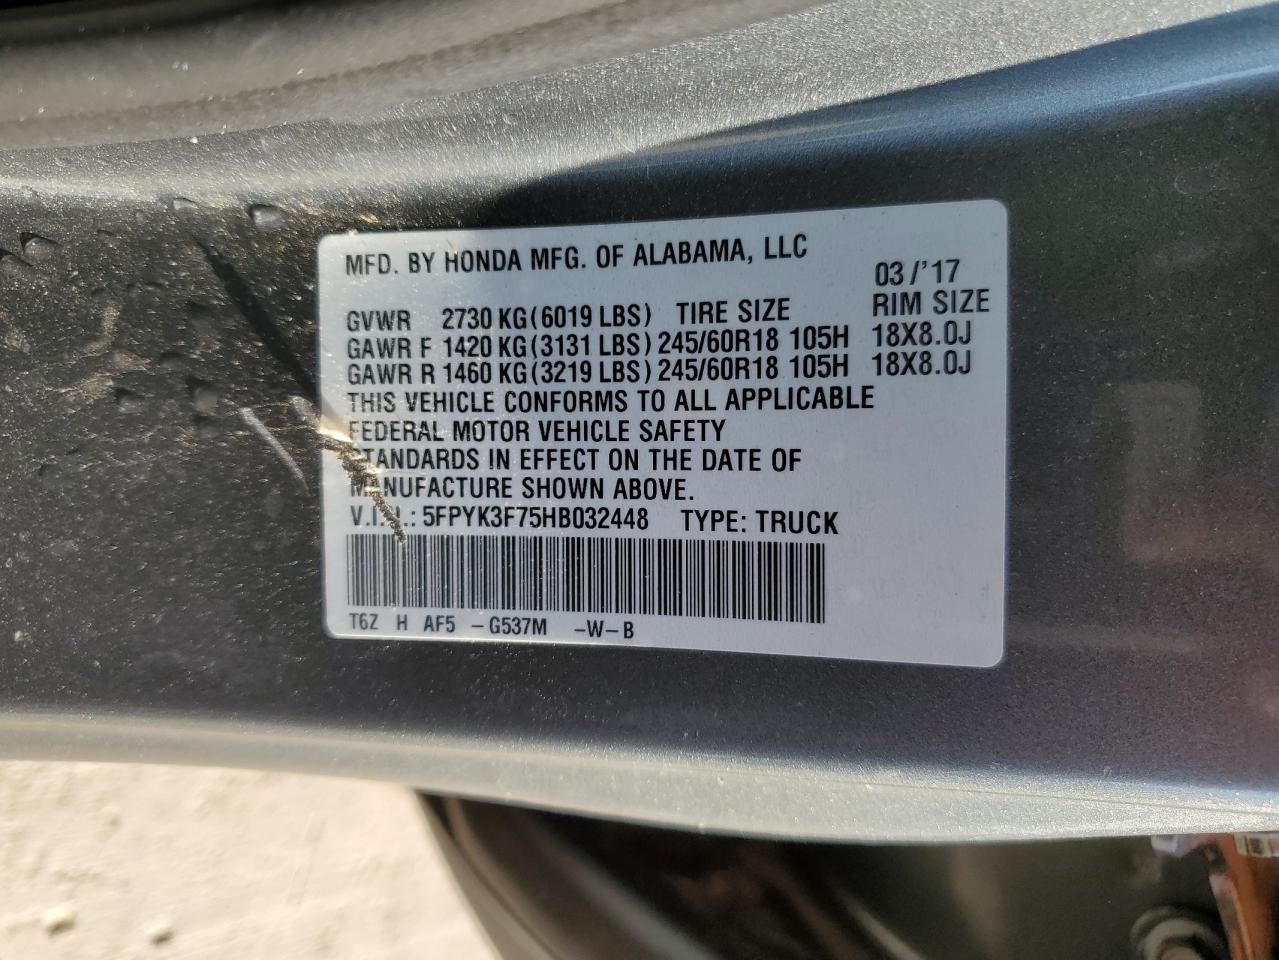 MFD. BY HONDA MFG. OF ALABAMA, LLC
03/'17
GVWR 2730 KG(6019 LBS) TIRE SIZE RIM SIZE
GAWR F 1420 KG(3131 LBS) 245/60R18 105H 18X8.0J
GAWR R 1460 KG(3219 LBS) 245/60R18 105H 18X8.0J
THIS VEHICLE CONFORMS TO ALL APPLICABLE
FEDERAL MOTOR VEHICLE SAFETY
STANDARDS IN EFFECT ON THE DATE OF
MANUFACTURE SHOWN ABOVE.
V.I.N.: 5FPYK3F75HB032448 TYPE: TRUCK
T6Z H AF5 -G537M -W-B